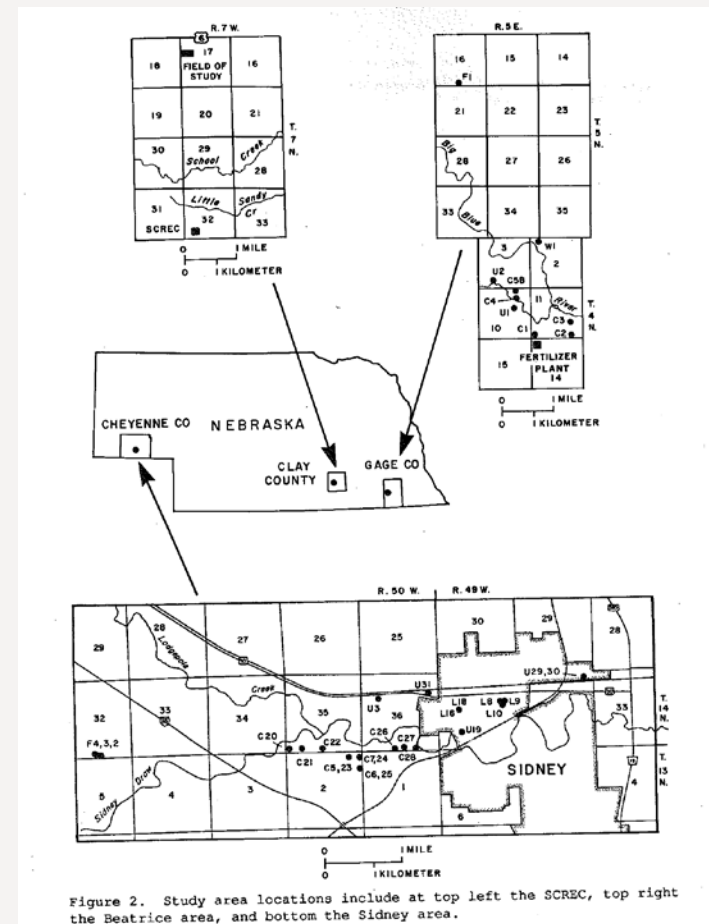 R. 7 W.
6
18 17 16
FIELD OF
STUDY
19 20 21
T.
7
N.
30 29
School Creek
28
31
Little Sandy
Cr
SCREC 32 33
0 1 MILE
0 1 KILOMETER
R. 5 E.
16 15 14
F1
21 22 23
T.
5
N.
Big
28 27 26
33 Blue 34 35
3 W1
2
U2
C5B
C4 11 River
U1
T.
4
N.
10 C1 C3
C2
FERTILIZER
PLANT
15 14
0 1 MILE
0 1 KILOMETER
CHEYENNE CO
NEBRASKA
CLAY
COUNTY
GAGE CO
R. 50 W. R. 49W.
29 28 27 26 25 30 29 28
Lodgepole
Creek
U29,30
U31
U3
32 33 34 35 36
L18 L8 L9
L16 L10
33
T.
14
N.
C20 C26 C27 U19
F4,3,2
C21 C22 C7,24 C28
C5,23
C6,25
SIDNEY
T.
13
N.
5 4 3 2 1 6 4
Sidney Draw
0 1 MILE
0 1 KILOMETER
Figure 2. Study area locations include at top left the SCREC, top right
the Beatrice area, and bottom the Sidney area.